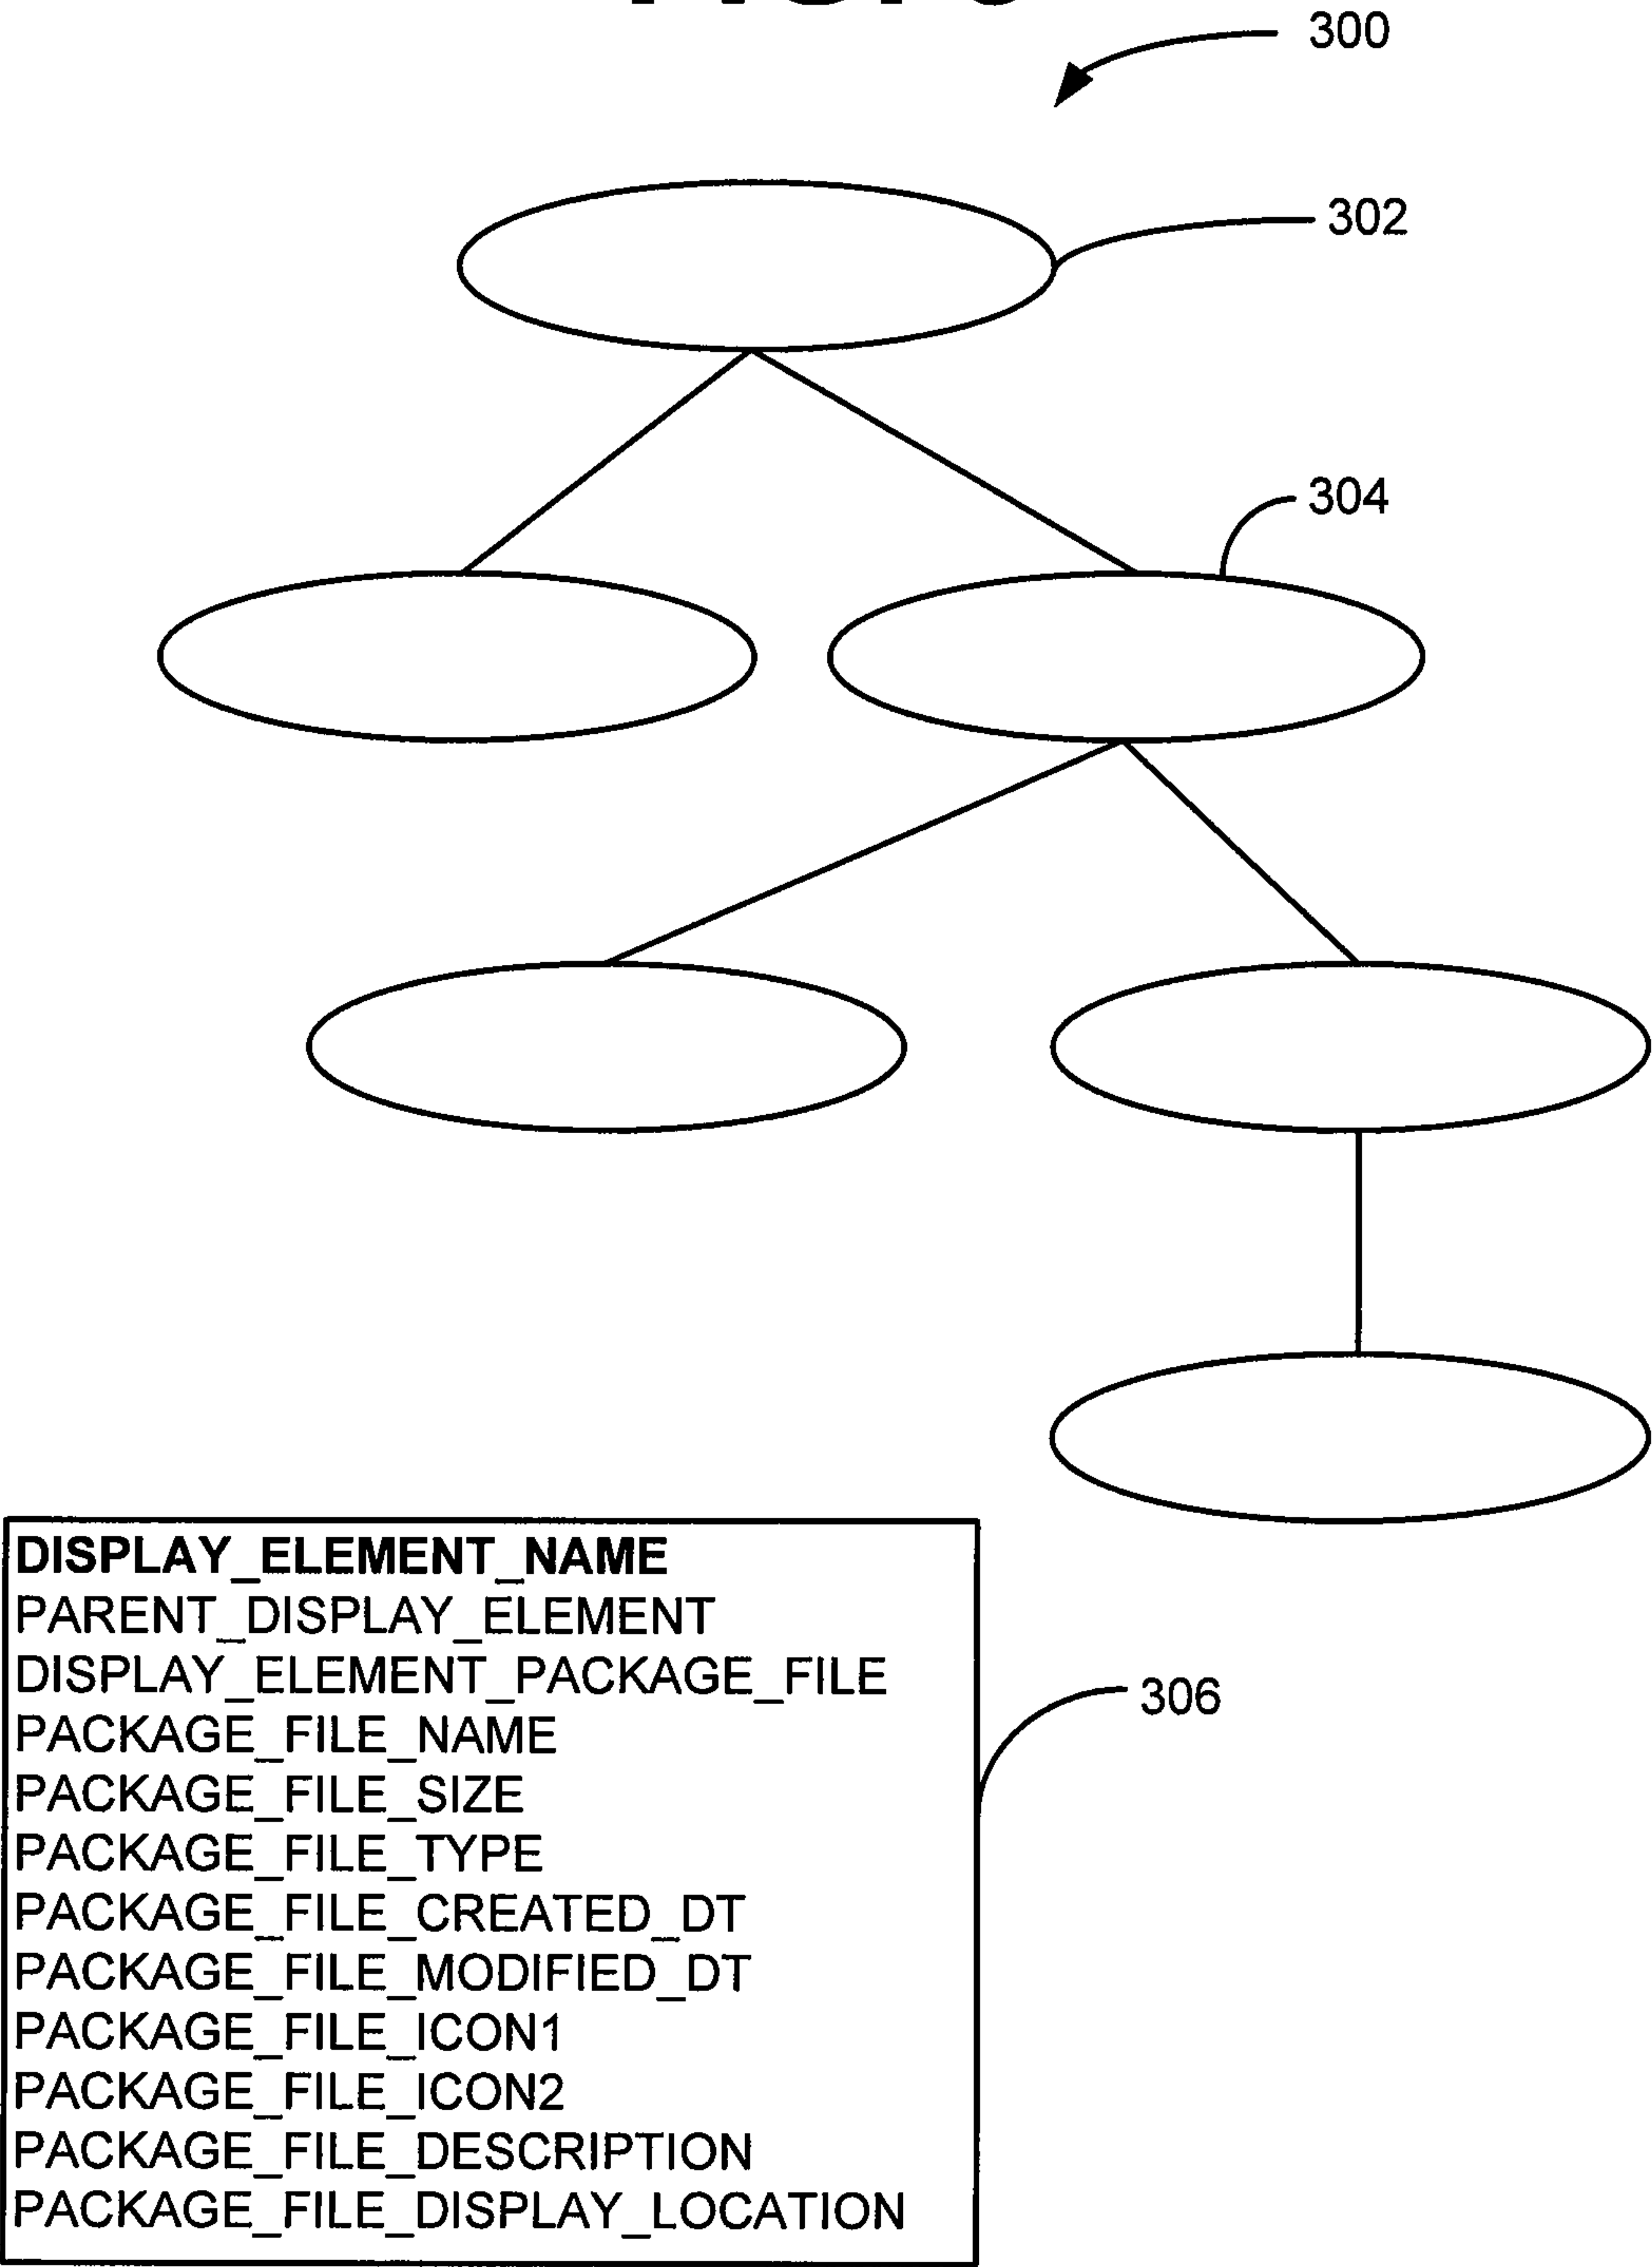 300
302
304
DISPLAY_ELEMENT_NAME
PARENT_DISPLAY_ELEMENT
DISPLAY_ELEMENT_PACKAGE_FILE
306
PACKAGE_FILE_NAME
PACKAGE_FILE_SIZE
PACKAGE_FILE_TYPE
PACKAGE_FILE_CREATED_DT
PACKAGE_FILE_MODIFIED_DT
PACKAGE_FILE_ICON1
PACKAGE_FILE_ICON2
PACKAGE_FILE_DESCRIPTION
PACKAGE_FILE_DISPLAY_LOCATION